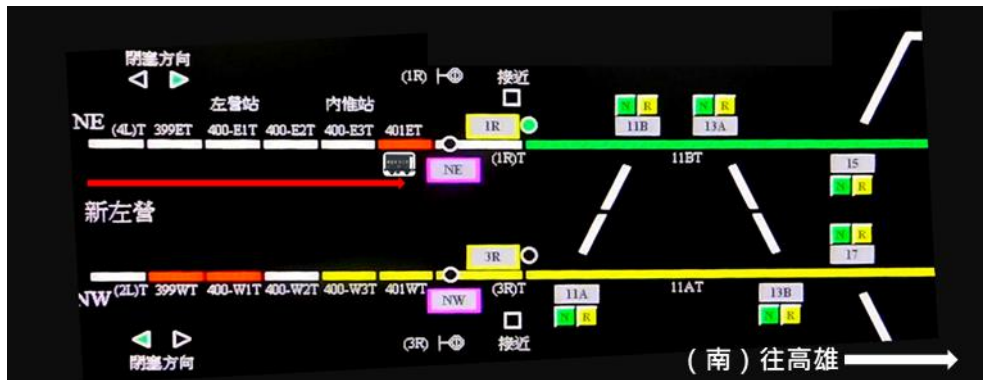 閉塞方向
(1R)
接近
左營站
內惟站
N R
N R
NE
(4L)T
399ET
400-E1T
400-E2T
400-E3T
401ET
1R
11B
13A
(1R)T
11BT
NE
15
N R
新左營
N R
17
3R
NW
(2L)T
399WT
400-W1T
400-W2T
400-W3T
401WT
NW
(3R)T
11A
11AT
13B
N R
N R
(3R)
接近
閉塞方向
(南)往高雄